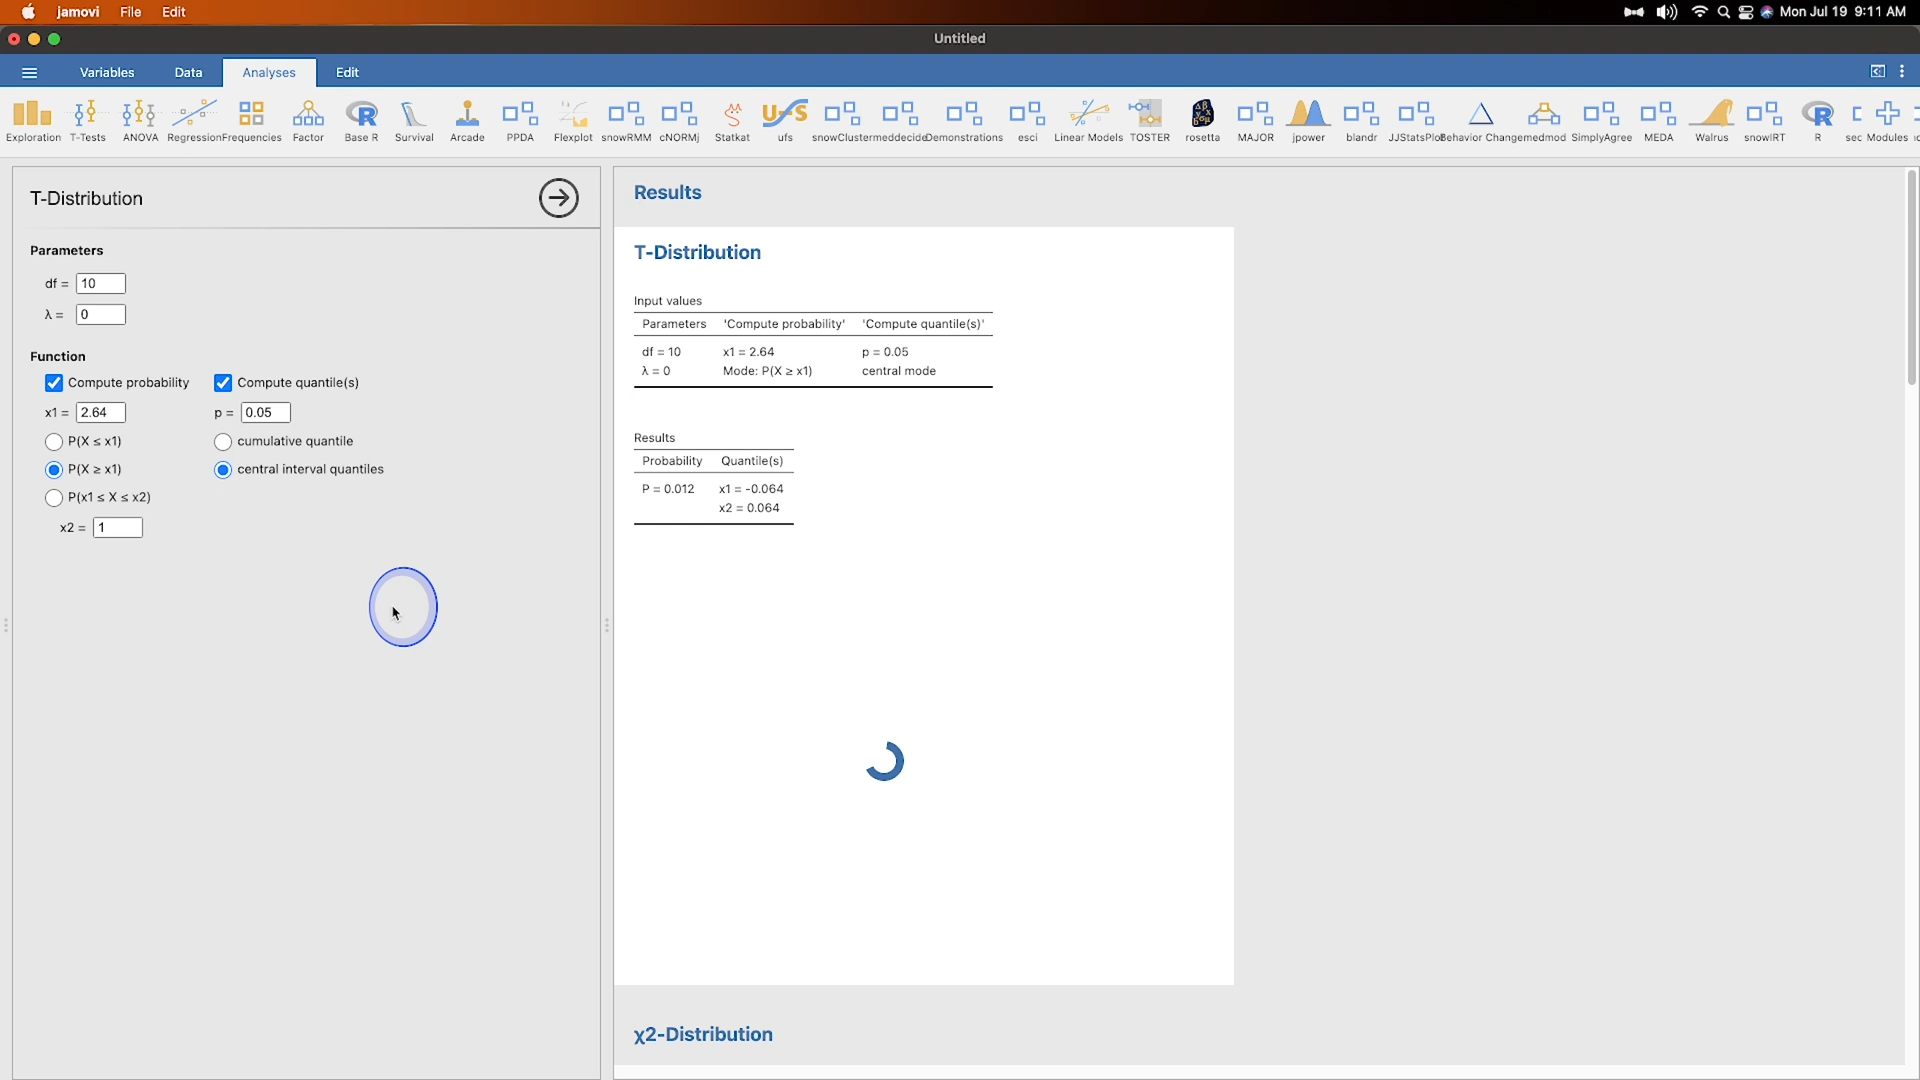 jamovi File Edit Mon Jul 19 9:11 AM
Untitled
Variables Data Analyses Edit
Exploration T-Tests ANOVA Regression Frequencies Factor Base R Survival Arcade PPDA Flexplot snowRMM cNORMj Statkat ufs snowCluster meddecide Demonstrations esci Linear Models TOSTER rosetta MAJOR jpower blandr JJStatsPlot Behavior Change medmod SimplyAgree MEDA Walrus snowIRT R sec Modules
T-Distribution
Parameters
df = 10
λ = 0
Function
Compute probability Compute quantile(s)
x1 = 2.64 p = 0.05
P(X ≤ x1) cumulative quantile
P(X ≥ x1) central interval quantiles
P(x1 ≤ X ≤ x2)
x2 = 1
Results
T-Distribution
Input values
Parameters 'Compute probability' 'Compute quantile(s)'
df = 10 x1 = 2.64 p = 0.05
λ = 0 Mode: P(X ≥ x1) central mode
Results
Probability Quantile(s)
P = 0.012 x1 = -0.064
x2 = 0.064
χ2-Distribution